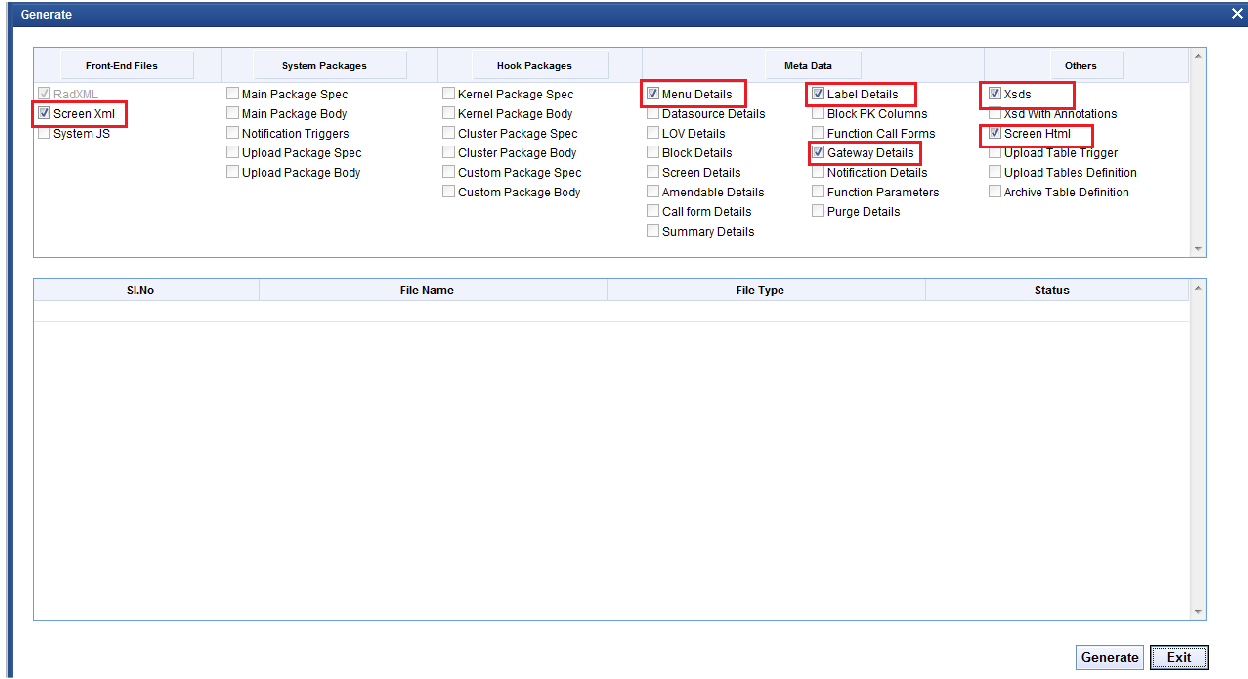 Generate
Front-End Files System Packages Hook Packages Meta Data Others
RadXML Main Package Spec Kernel Package Spec Menu Details Label Details Xsds
Screen Xml Main Package Body Kernel Package Body Datasource Details Block FK Columns Xsd With Annotations
System JS Notification Triggers Cluster Package Spec LOV Details Function Call Forms Screen Html
Upload Package Spec Cluster Package Body Block Details Gateway Details Upload Table Trigger
Upload Package Body Custom Package Spec Screen Details Notification Details Upload Tables Definition
Custom Package Body Amendable Details Function Parameters Archive Table Definition
Call form Details Purge Details
Summary Details
Sl.No File Name File Type Status
Generate Exit